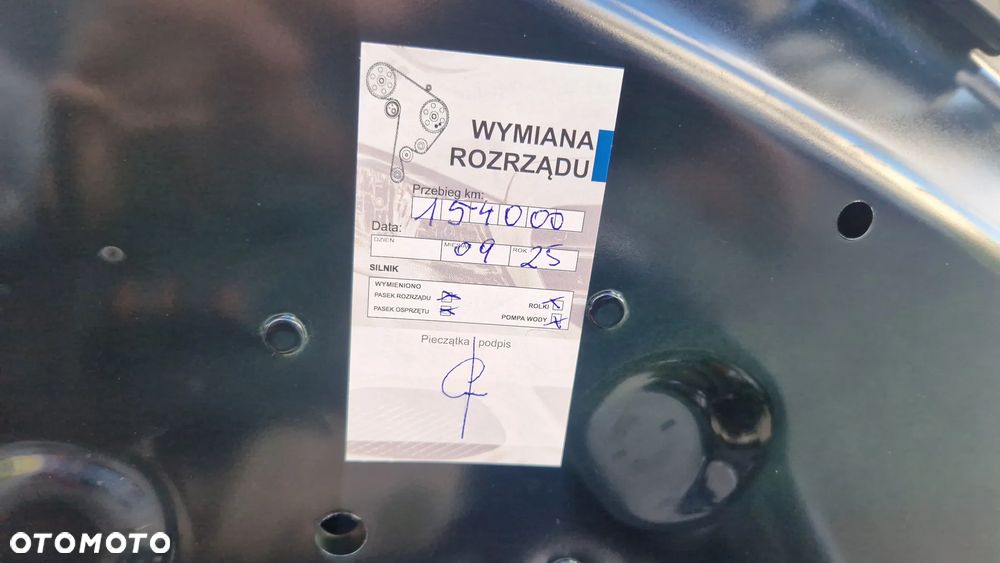 WYMIANA
ROZRZĄDU
Przebieg km:
154000
Data:
DZIEŃ ROK
09 25
SILNIK
WYMIENIONO
PASEK ROZRZĄDU ROLKI
PASEK OSPRZĘTU POMPA WODY
Pieczątka podpis
OTOMOTO